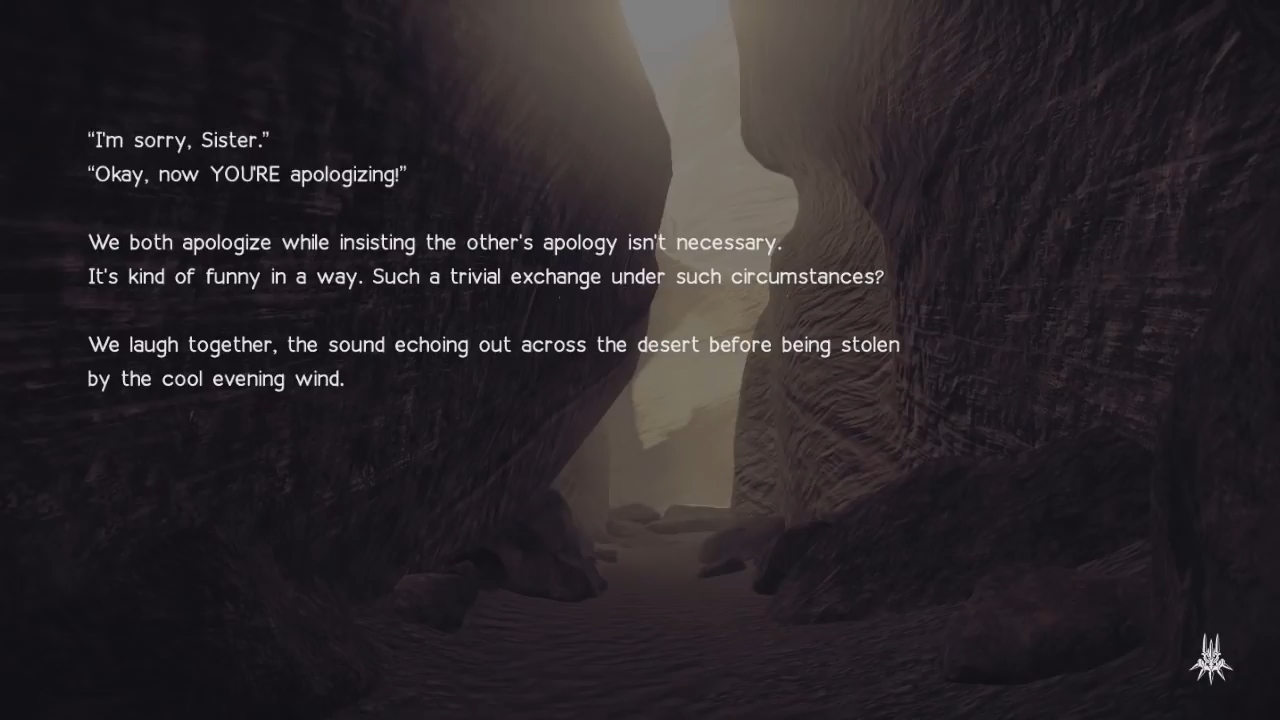 “I'm sorry, Sister.”
“Okay, now YOU'RE apologizing!”
We both apologize while insisting the other's apology isn't necessary.
It's kind of funny in a way. Such a trivial exchange under such circumstances?
We laugh together, the sound echoing out across the desert before being stolen
by the cool evening wind.